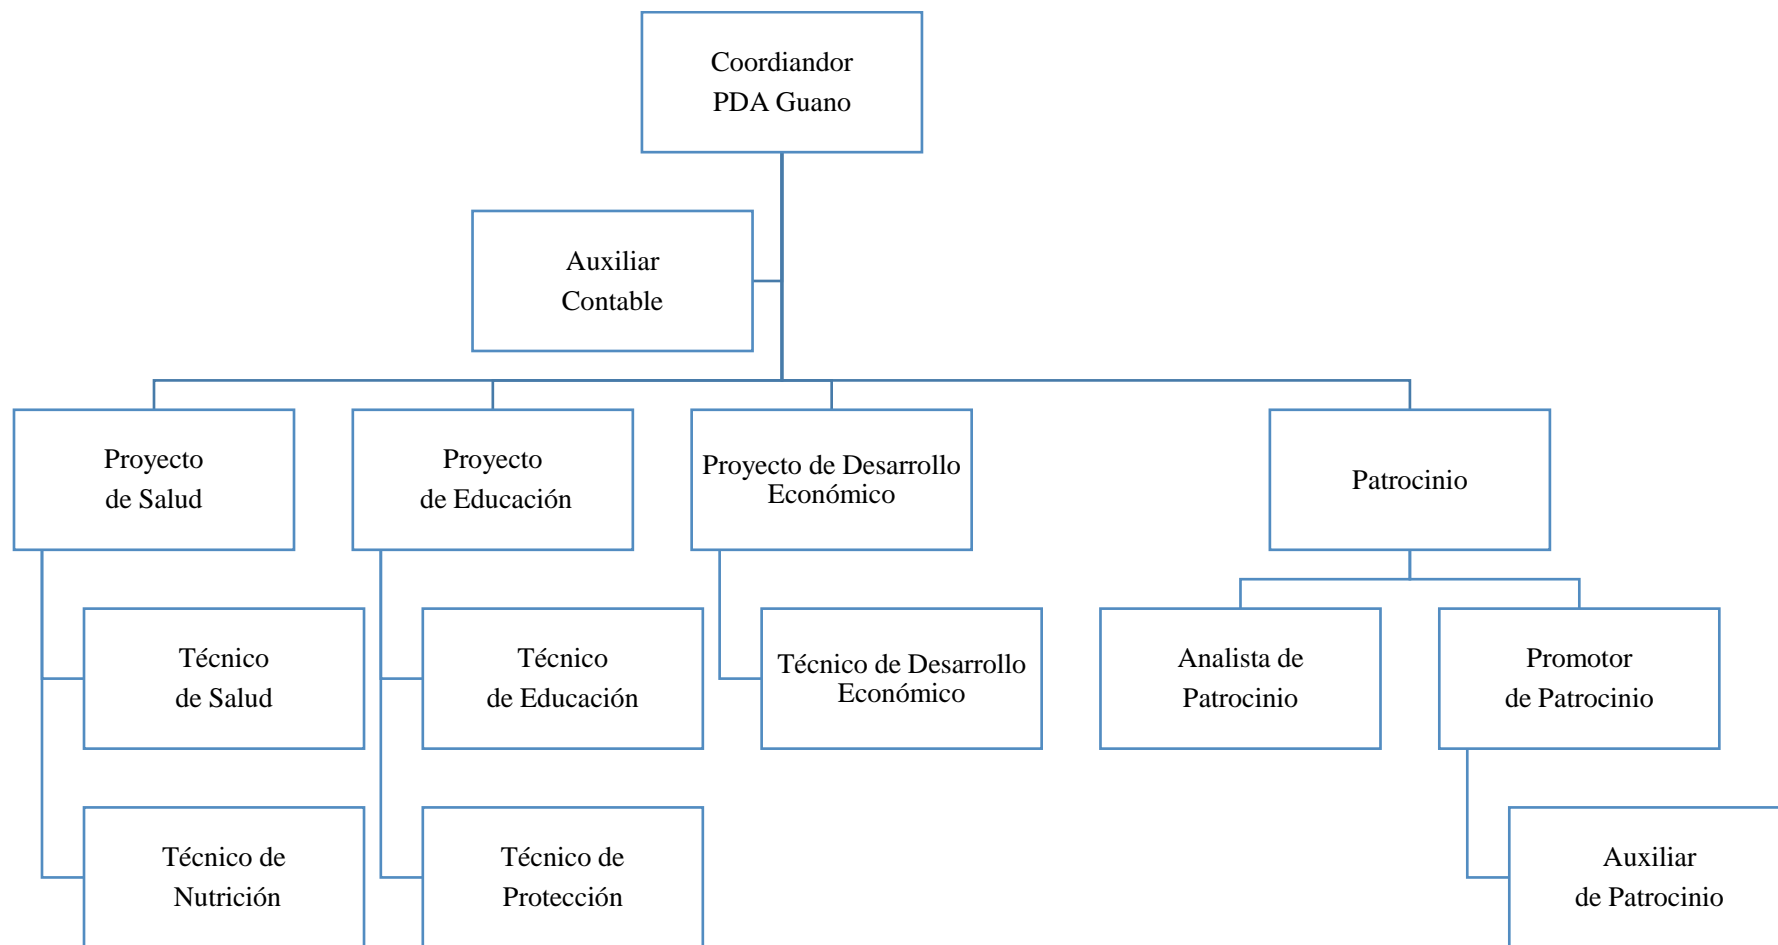 Coordiandor
PDA Guano
Auxiliar
Contable
Proyecto
de Salud
Proyecto
de Educación
Proyecto de Desarrollo
Económico
Patrocinio
Técnico
de Salud
Técnico
de Educación
Técnico de Desarrollo
Económico
Analista de
Patrocinio
Promotor
de Patrocinio
Técnico de
Nutrición
Técnico de
Protección
Auxiliar
de Patrocinio